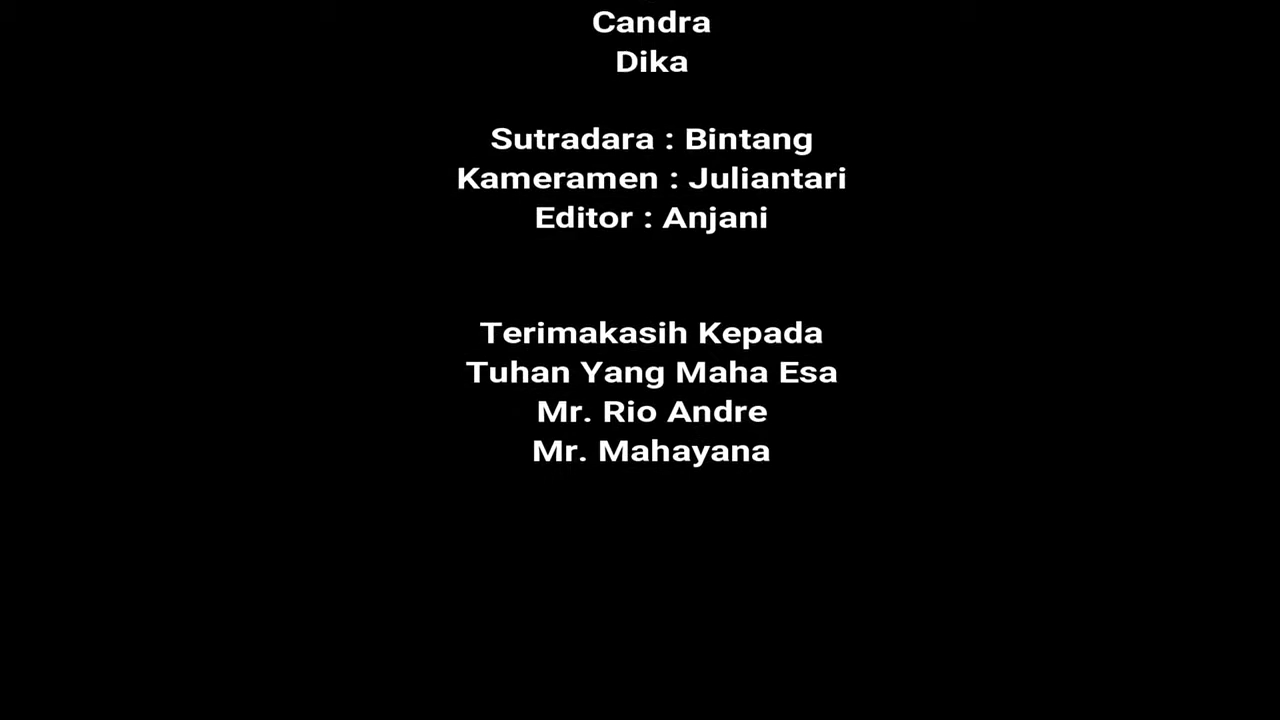 Candra
Dika
Sutradara : Bintang
Kameramen : Juliantari
Editor : Anjani
Terimakasih Kepada
Tuhan Yang Maha Esa
Mr. Rio Andre
Mr. Mahayana